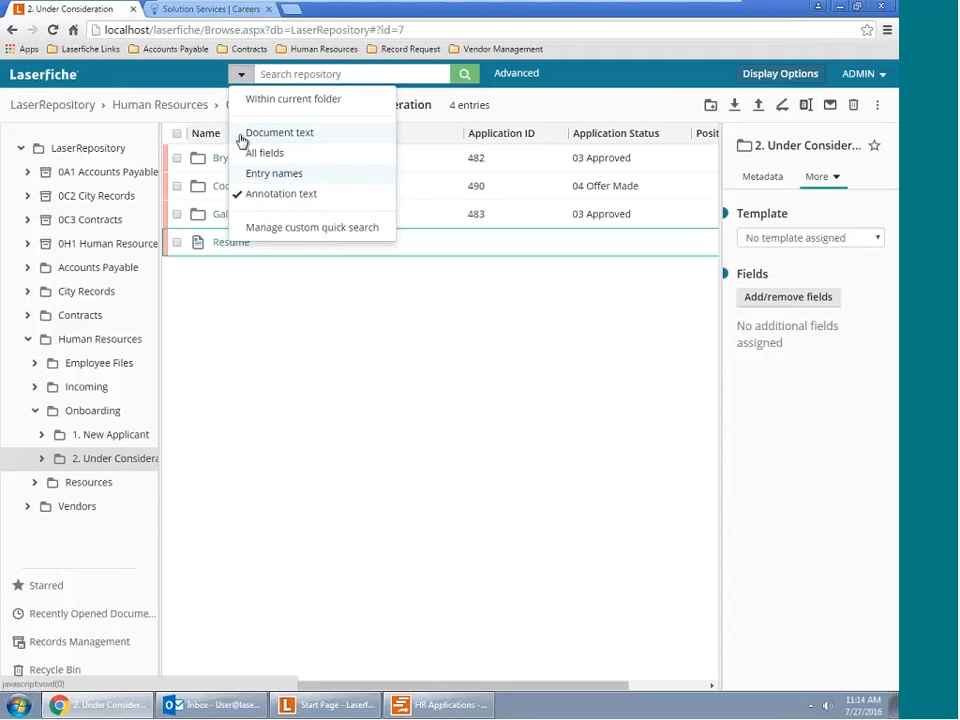 2. Under Consideration
Solution Services | Careers
localhost/laserfiche/Browse.aspx?db=LaserRepository#?id=7
Apps Laserfiche Links Accounts Payable Contracts Human Resources Record Request Vendor Management
Laserfiche
Search repository
Advanced
Display Options
ADMIN
LaserRepository > Human Resources > eration 4 entries
Within current folder
Document text
All fields
Entry names
Annotation text
Manage custom quick search
Name Application ID Application Status Posit
Bry 482 03 Approved
490 04 Offer Made
Gal 483 03 Approved
Resume
LaserRepository
0A1 Accounts Payable
0C2 City Records
0C3 Contracts
0H1 Human Resource
Accounts Payable
City Records
Contracts
Human Resources
Employee Files
Incoming
Onboarding
1. New Applicant
2. Under Considera
Resources
Vendors
Starred
Recently Opened Docume...
Records Management
Recycle Bin
javascript:void(0)
2. Under Consider...
Metadata More
Template
No template assigned
Fields
Add/remove fields
No additional fields
assigned
2. Under Consider...
Inbox - User@lase...
Start Page - Laserf...
HR Applications -...
11:14 AM
7/27/2016